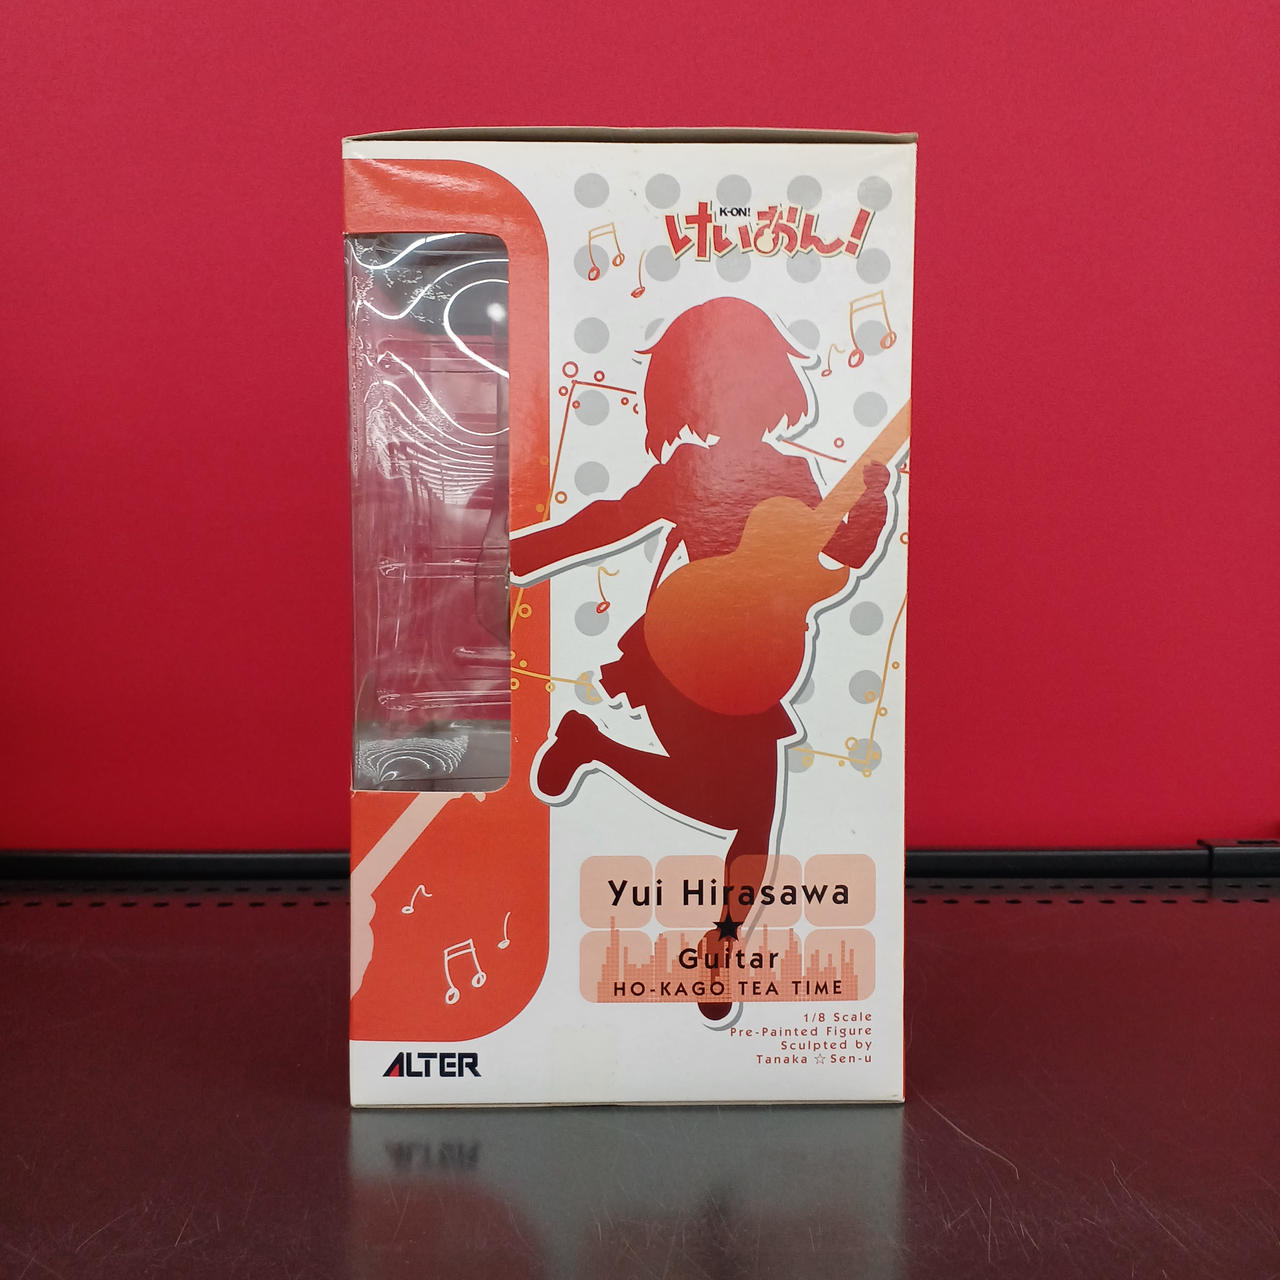 K-ON!
けいおん!
Yui Hirasawa
★
Guitar
HO-KAGO TEA TIME
1/8 Scale
Pre-Painted Figure
Sculpted by
Tanaka ☆ Sen-u
ALTER